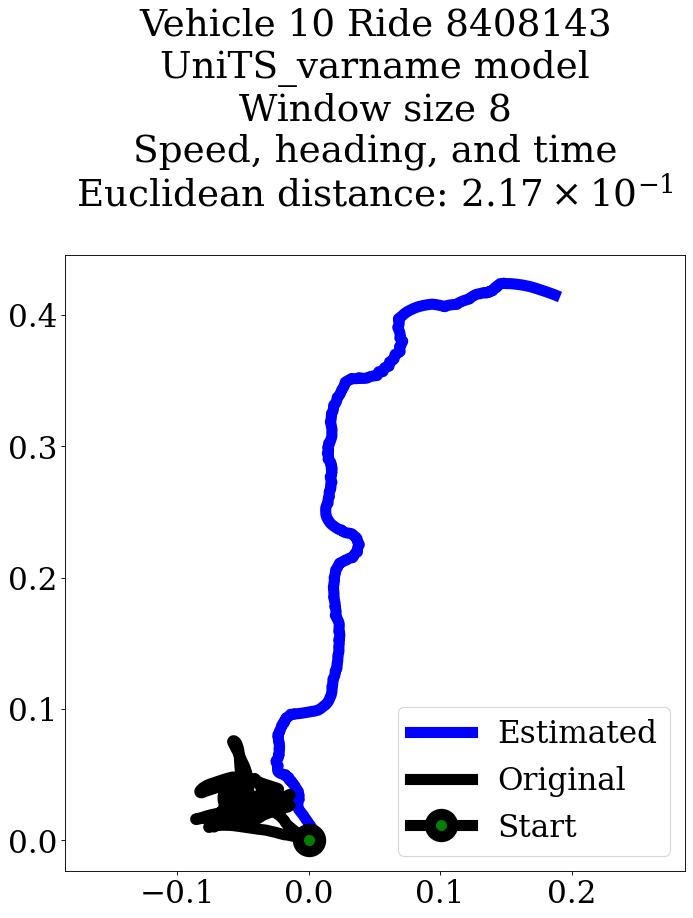 Vehicle 10 Ride 8408143
UniTS_varname model
Window size 8
Speed, heading, and time
Euclidean distance: 2.17 × 10⁻¹
0.4
0.3
0.2
0.1
0.0
Estimated
Original
Start
−0.1 0.0 0.1 0.2